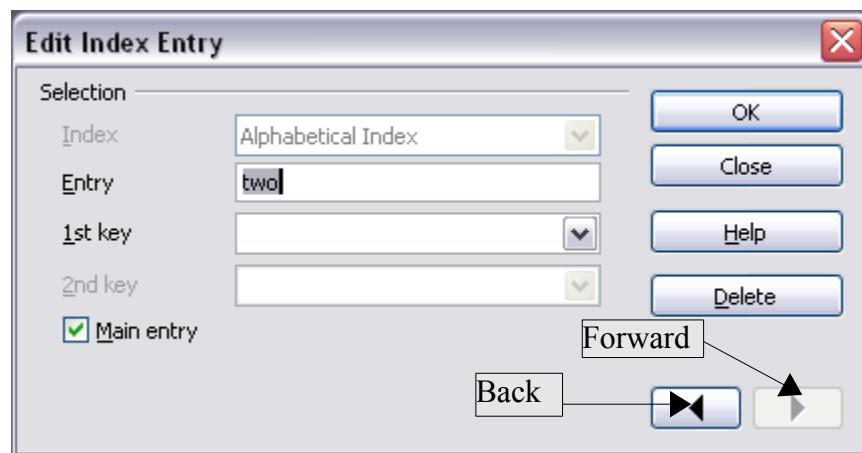 Edit Index Entry
Selection
OK
Index
Alphabetical Index
Close
Entry
two
1st key
Help
2nd key
Delete
Main entry
Forward
Back